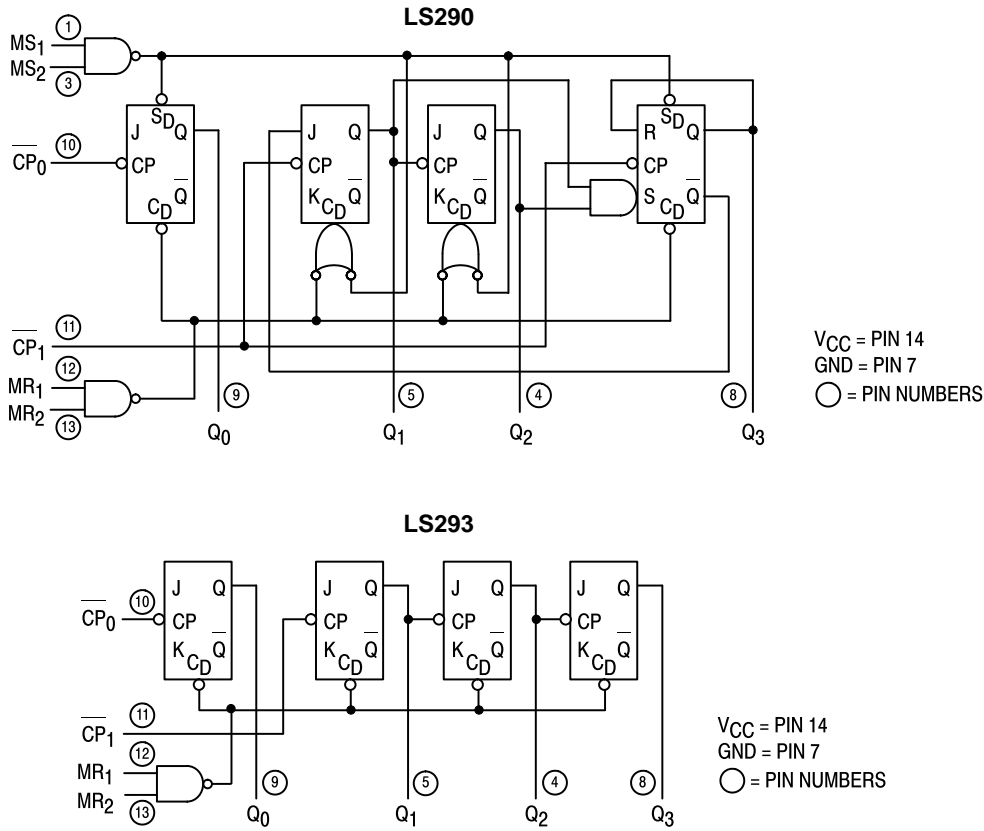 LS290
1
MS1
MS2
3
SD
J Q
10
CP0
CP
Q
CD
J Q
CP
K CD Q
J Q
CP
K CD Q
SD
R Q
CP
S CD Q
11
CP1
12
MR1
MR2
13
9
5
4
8
Q0
Q1
Q2
Q3
VCC = PIN 14
GND = PIN 7
= PIN NUMBERS
LS293
J Q
10
CP0
CP
K CD Q
J Q
CP
K CD Q
J Q
CP
K CD Q
J Q
CP
K CD Q
11
CP1
12
MR1
MR2
13
9
5
4
8
Q0
Q1
Q2
Q3
VCC = PIN 14
GND = PIN 7
= PIN NUMBERS